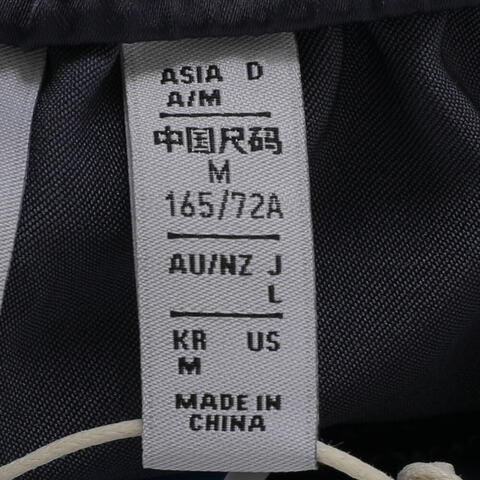 ASIA D
A/M
中国尺码
M
165/72A
AU/NZ J
L
KR US
M
MADE IN
CHINA